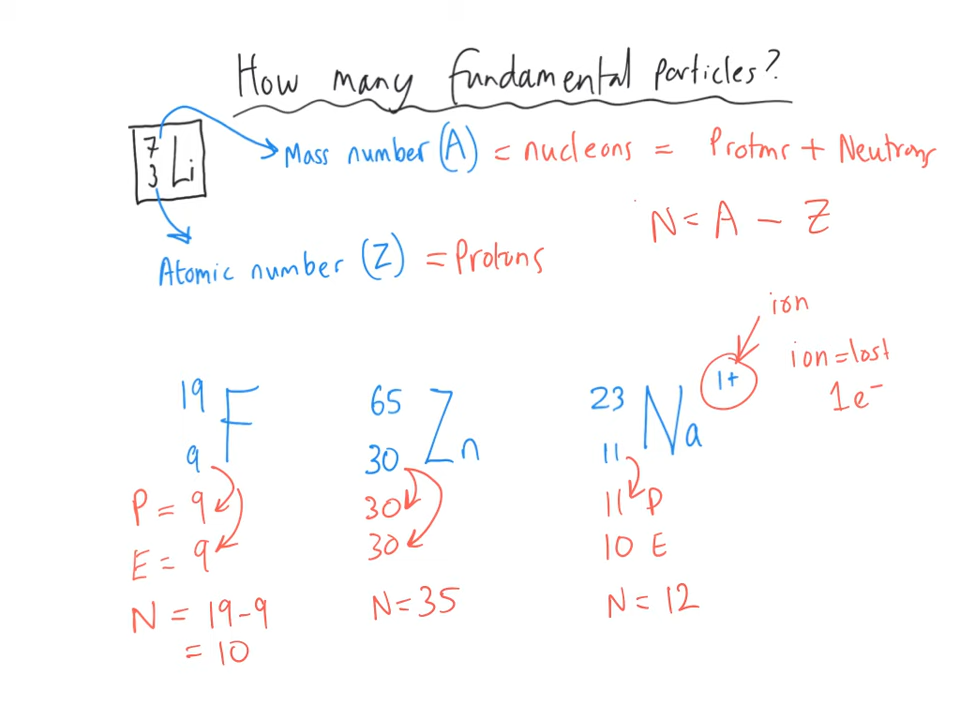 How many fundamental particles?
7
3 Li
Mass number (A) = nucleons = Protons + Neutrons
N = A - Z
Atomic number (Z) = Protons
ion
ion = lost
1e⁻
19
9 F
P = 9
E = 9
N = 19-9
= 10
65
30 Zn
30
30
N = 35
23
11 Na 1+
11 P
10 E
N = 12